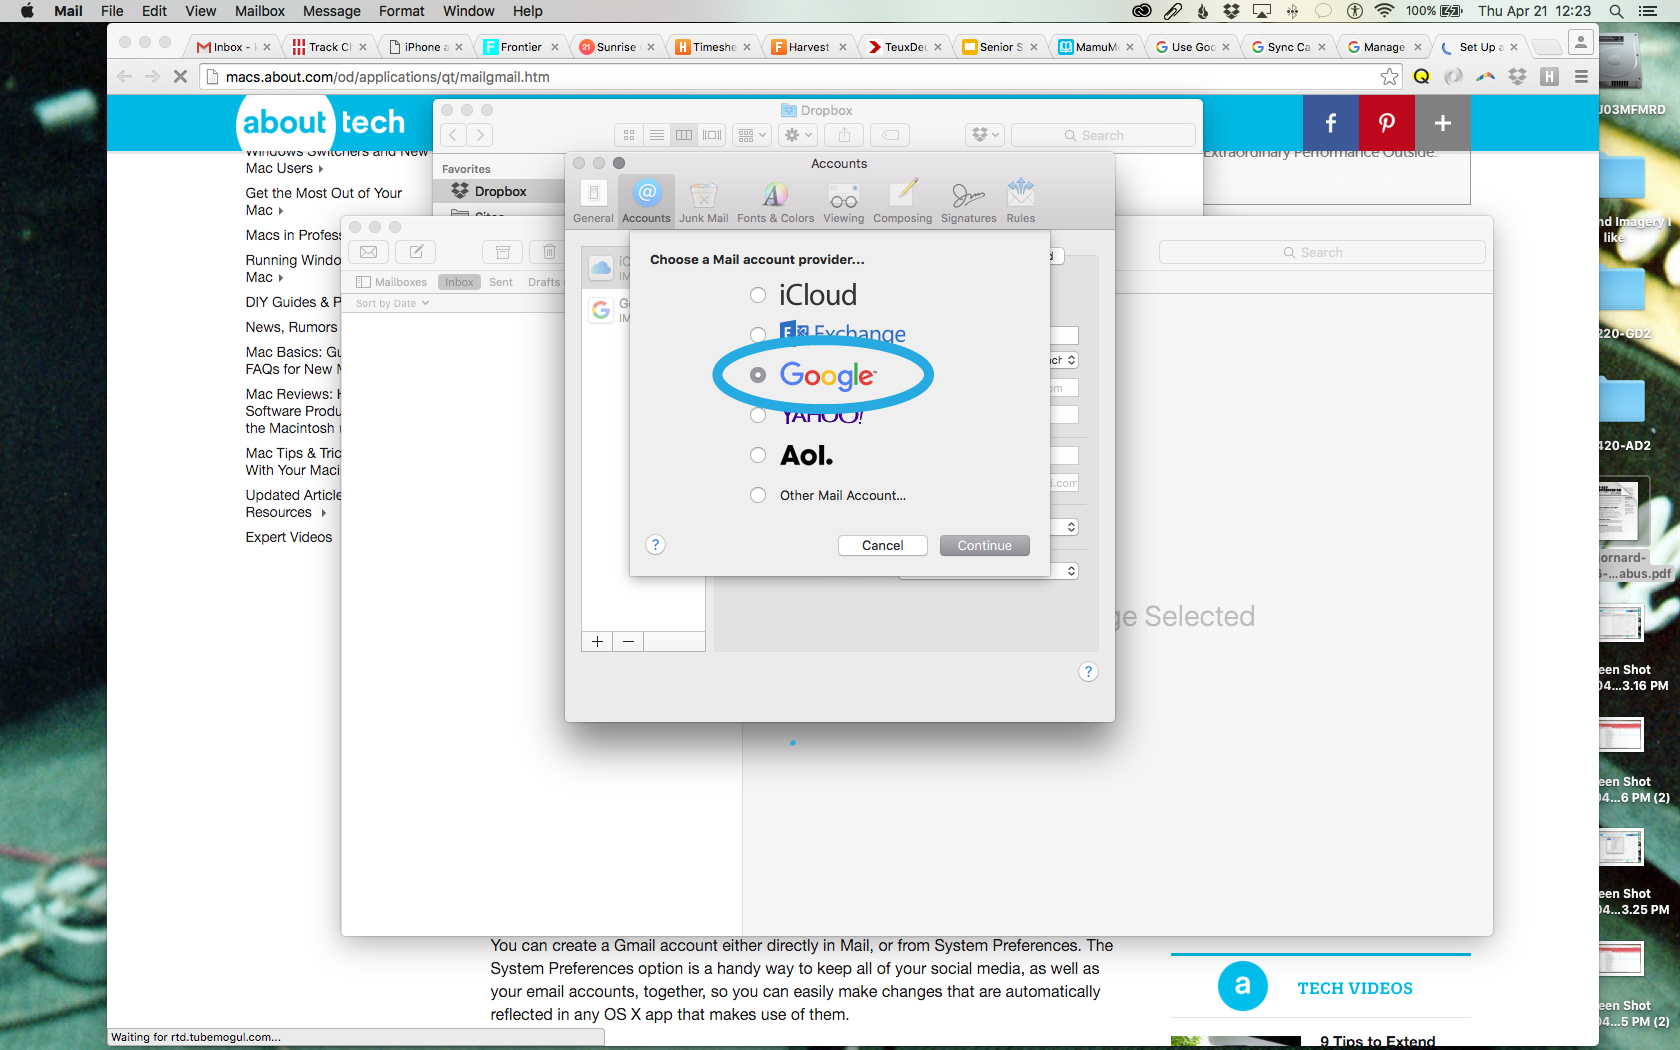 Mail File Edit View Mailbox Message Format Window Help 100% Thu Apr 21 12:23
Inbox - Track Cl iPhone a Frontier 21 Sunrise Timeshe Harvest TeuxDeu Senior S MamuM Use Goo Sync Ca Manage Set Up a
macs.about.com/od/applications/qt/mailgmail.htm
about tech
Dropbox
Search
Favorites
Dropbox
Sites
Windows Switchers and New
Mac Users
Get the Most Out of Your
Mac
Macs in Profess
Running Windo
Mac
DIY Guides & P
News, Rumors
Mac Basics: Gu
FAQs for New M
Mac Reviews: H
Software Produ
the Macintosh
Mac Tips & Tric
With Your Maci
Updated Article
Resources
Expert Videos
Extraordinary Performance Outside.
Accounts
General Accounts Junk Mail Fonts & Colors Viewing Composing Signatures Rules
Search
Mailboxes Inbox Sent Drafts
Sort by Date
Choose a Mail account provider...
iCloud
Exchange
Google
YAHOO!
Aol.
Other Mail Account...
? Cancel Continue
+ −
?
ge Selected
You can create a Gmail account either directly in Mail, or from System Preferences. The
System Preferences option is a handy way to keep all of your social media, as well as
your email accounts, together, so you can easily make changes that are automatically
reflected in any OS X app that makes use of them.
a TECH VIDEOS
9 Tips to Extend
Waiting for rtd.tubemogul.com...
J03MFMRD
nd Imagery I
like
220-GD2
420-AD2
ornard-
6-...abus.pdf
een Shot
04...3.16 PM
een Shot
04...6 PM (2)
een Shot
04...3.25 PM
een Shot
04...5 PM (2)